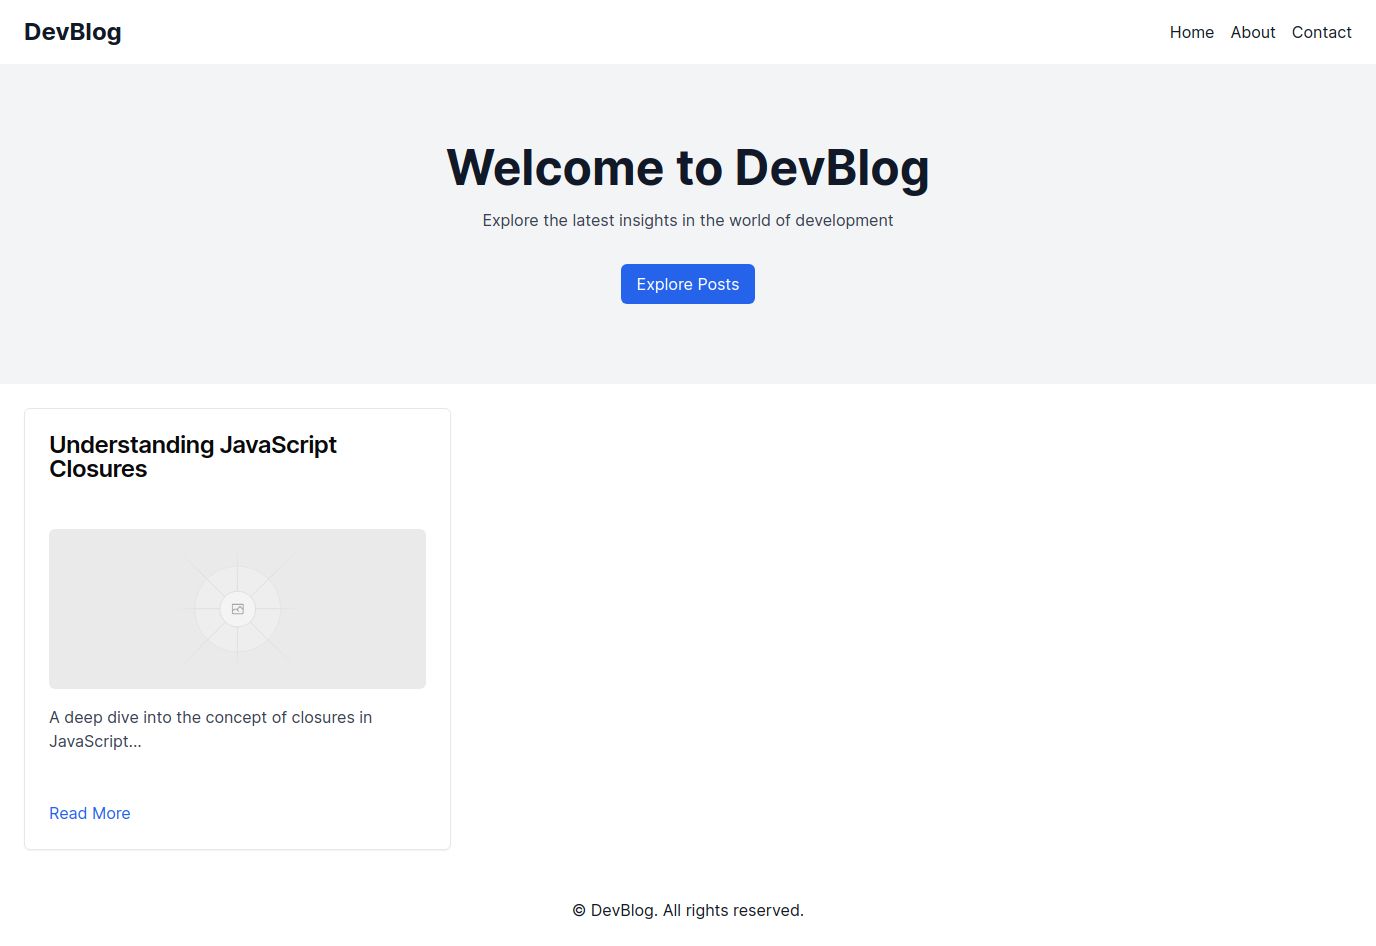 DevBlog
Home About Contact
Welcome to DevBlog
Explore the latest insights in the world of development
Explore Posts
Understanding JavaScript
Closures
A deep dive into the concept of closures in
JavaScript...
Read More
© DevBlog. All rights reserved.